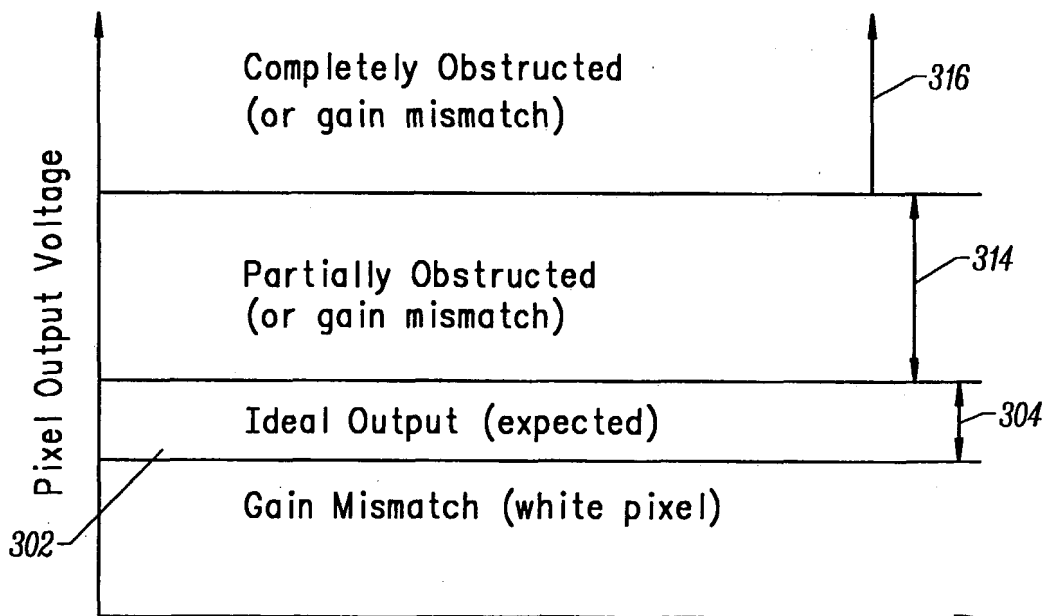 Completely Obstructed
(or gain mismatch)
316
Pixel Output Voltage
Partially Obstructed
(or gain mismatch)
314
Ideal Output (expected)
304
Gain Mismatch (white pixel)
302